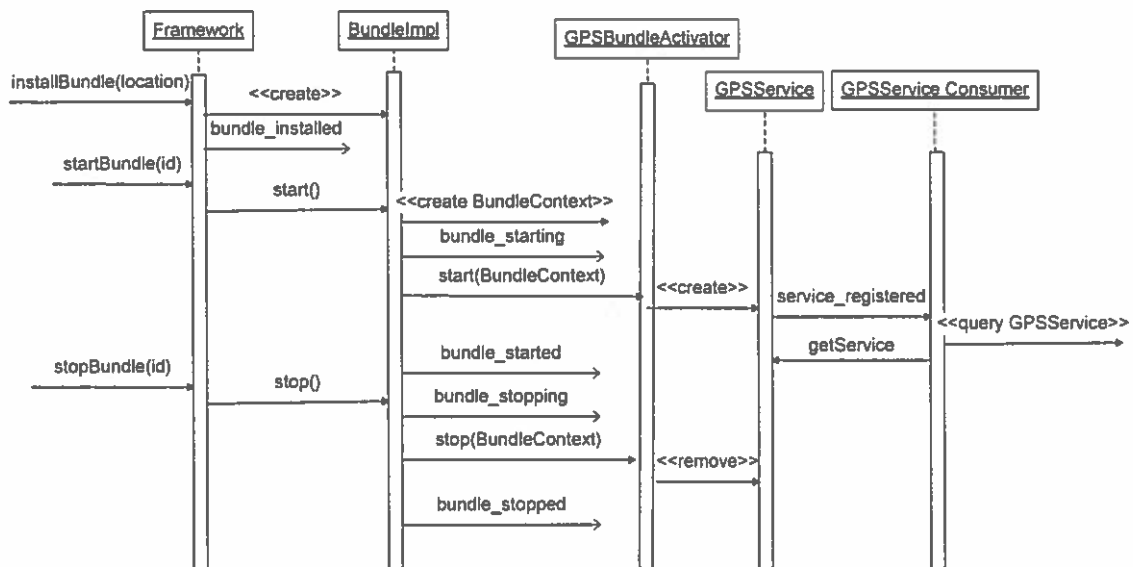 Framework
BundleImpl
GPSBundleActivator
GPSService
GPSService Consumer
installBundle(location)
<<create>>
bundle_installed
startBundle(id)
start()
<<create BundleContext>>
bundle_starting
start(BundleContext)
<<create>>
service_registered
<<query GPSService>>
getService
bundle_started
stopBundle(id)
stop()
bundle_stopping
stop(BundleContext)
<<remove>>
bundle_stopped